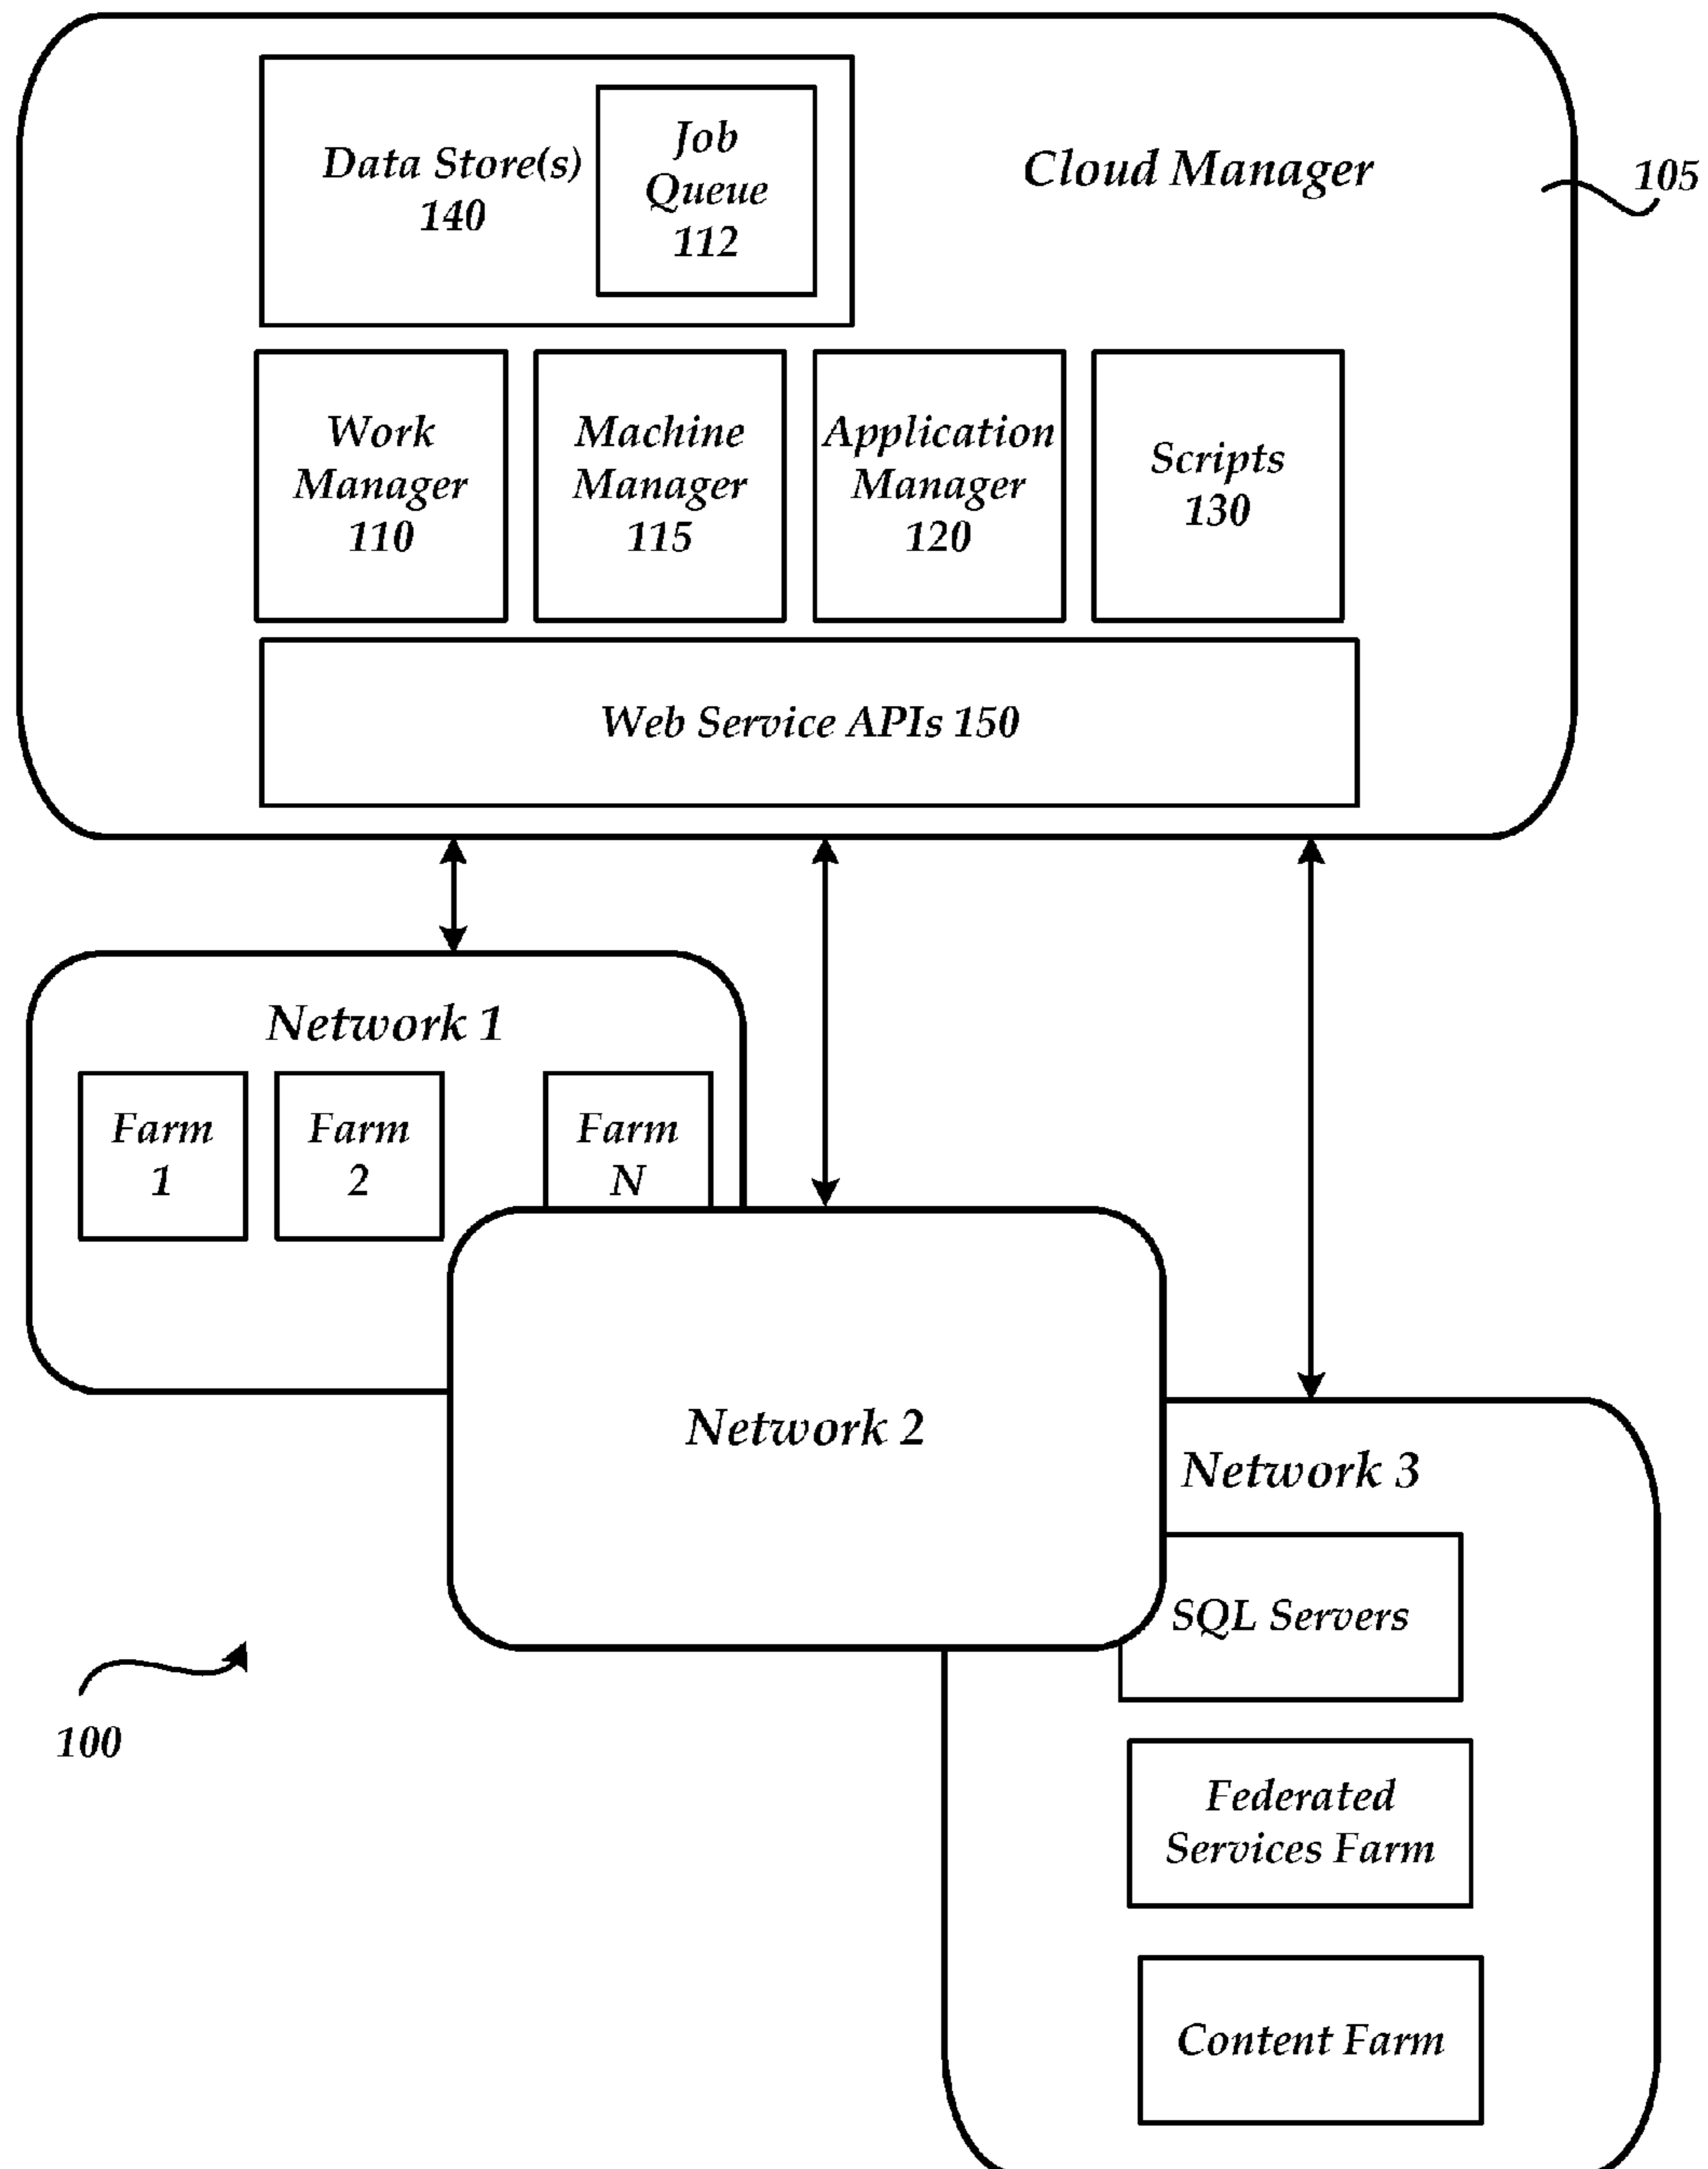 Data Store(s)
140
Job
Queue
112
Cloud Manager
105
Work
Manager
110
Machine
Manager
115
Application
Manager
120
Scripts
130
Web Service APIs 150
Network 1
Farm
1
Farm
2
Farm
N
Network 2
Network 3
SQL Servers
Federated
Services Farm
Content Farm
100